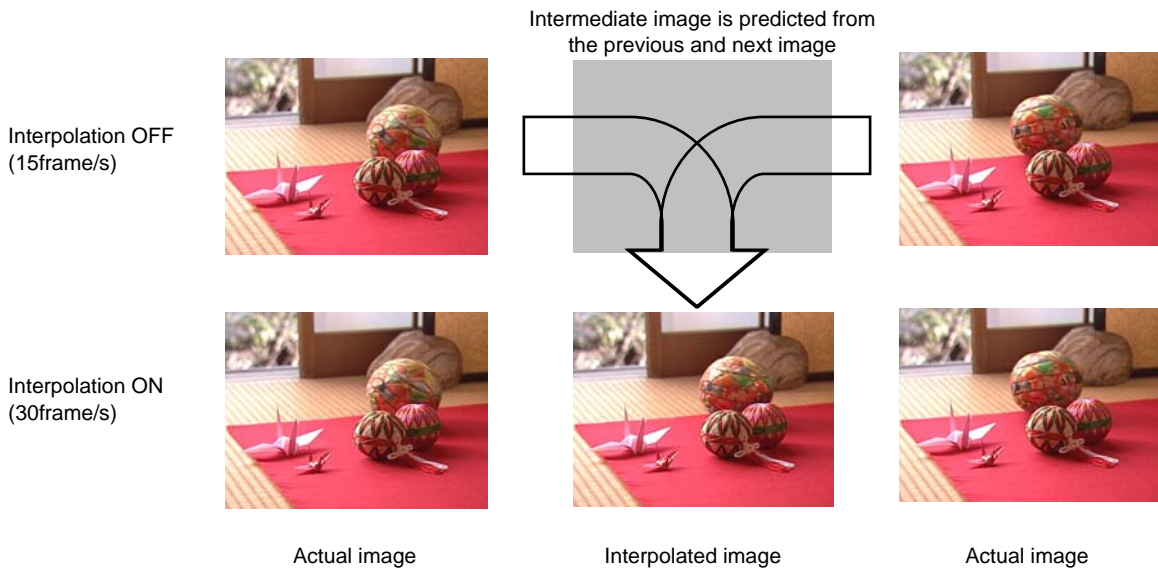 Intermediate image is predicted from
the previous and next image
Interpolation OFF
(15frame/s)
Interpolation ON
(30frame/s)
Actual image
Interpolated image
Actual image